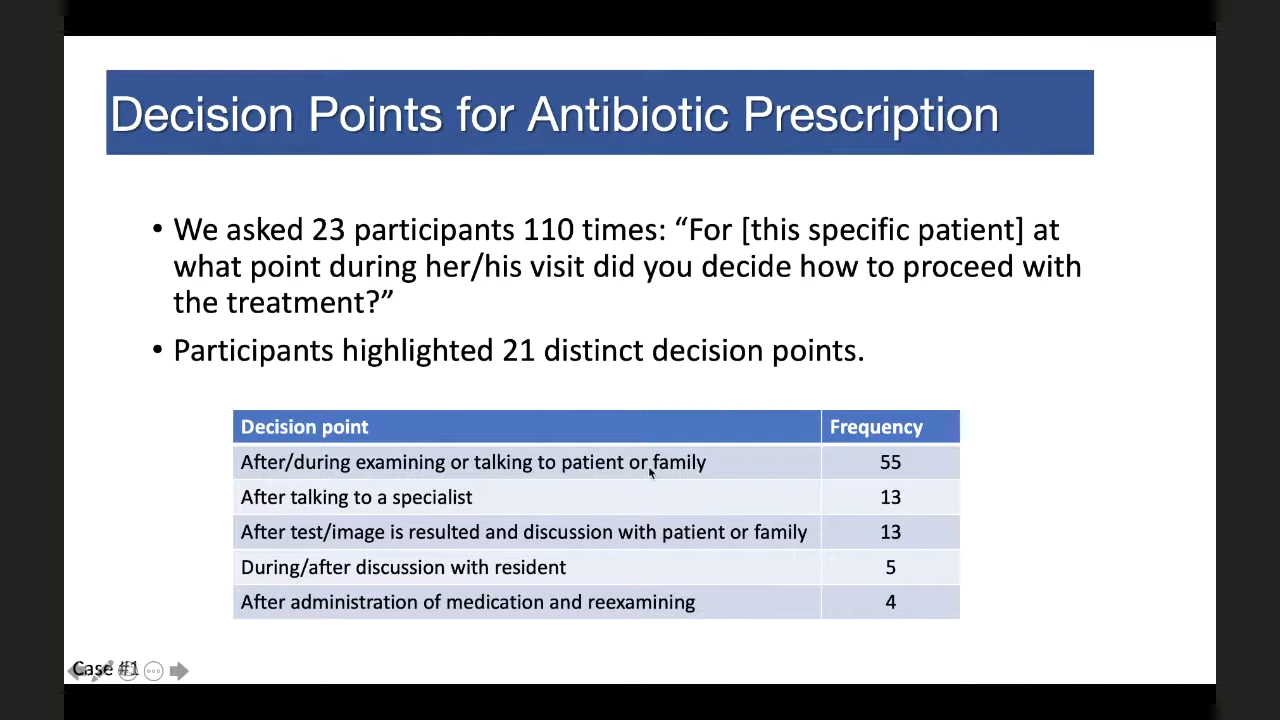 Decision Points for Antibiotic Prescription
• We asked 23 participants 110 times: “For [this specific patient] at
what point during her/his visit did you decide how to proceed with
the treatment?”
• Participants highlighted 21 distinct decision points.
Decision point Frequency
After/during examining or talking to patient or family 55
After talking to a specialist 13
After test/image is resulted and discussion with patient or family 13
During/after discussion with resident 5
After administration of medication and reexamining 4
Case #1